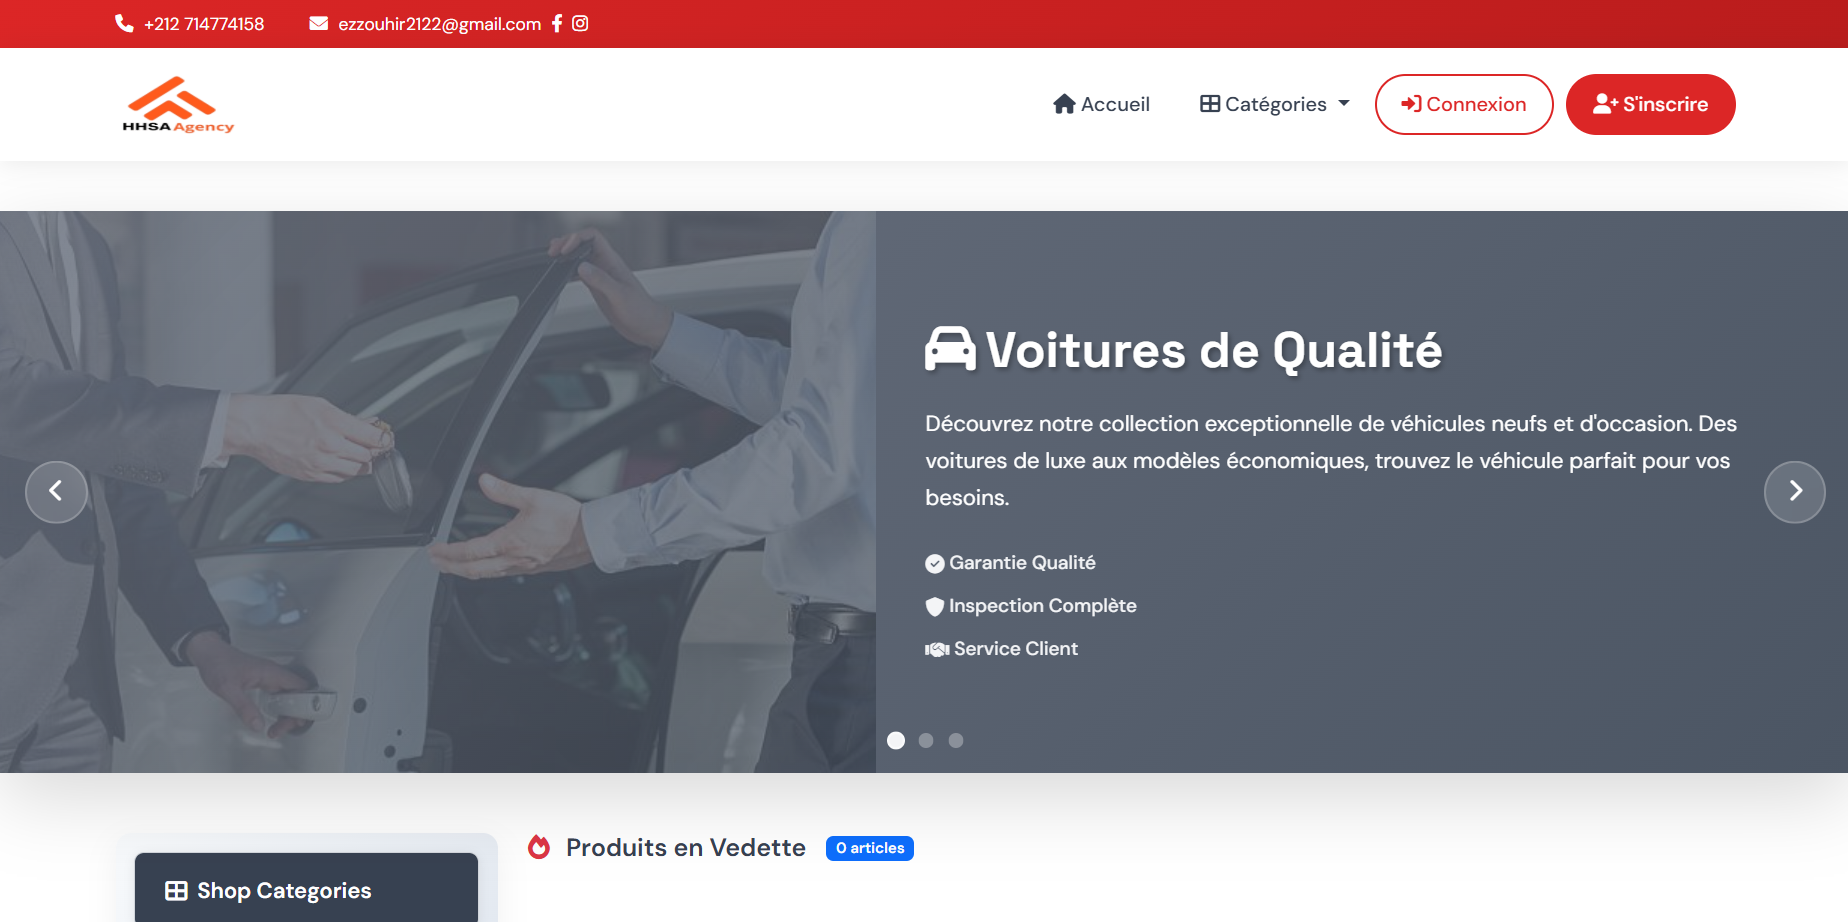 +212 714774158
ezzouhir2122@gmail.com
HHSA Agency
Accueil
Catégories
Connexion
S'inscrire
Voitures de Qualité
Découvrez notre collection exceptionnelle de véhicules neufs et d'occasion. Des
voitures de luxe aux modèles économiques, trouvez le véhicule parfait pour vos
besoins.
Garantie Qualité
Inspection Complète
Service Client
Produits en Vedette
0 articles
Shop Categories